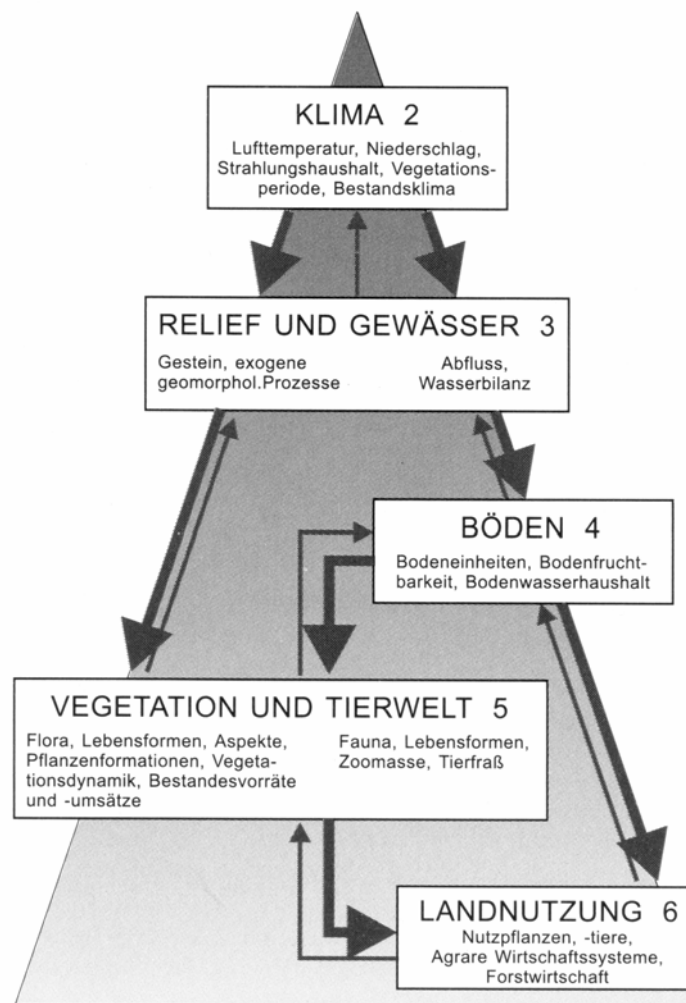 KLIMA 2
Lufttemperatur, Niederschlag,
Strahlungshaushalt, Vegetations-
periode, Bestandsklima
RELIEF UND GEWÄSSER 3
Gestein, exogene
geomorphol.Prozesse
Abfluss,
Wasserbilanz
BÖDEN 4
Bodeneinheiten, Bodenfrucht-
barkeit, Bodenwasserhaushalt
VEGETATION UND TIERWELT 5
Flora, Lebensformen, Aspekte,
Pflanzenformationen, Vegeta-
tionsdynamik, Bestandesvorräte
und -umsätze
Fauna, Lebensformen,
Zoomasse, Tierfraß
LANDNUTZUNG 6
Nutzpflanzen, -tiere,
Agrare Wirtschaftssysteme,
Forstwirtschaft